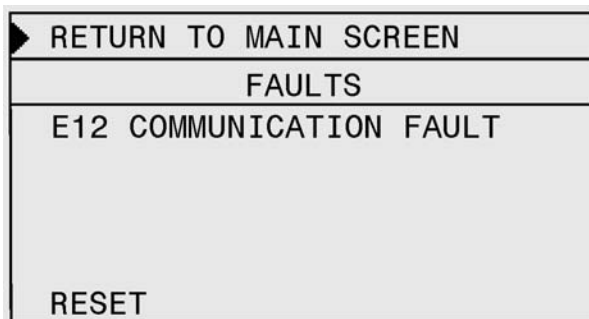 RETURN TO MAIN SCREEN
FAULTS
E12 COMMUNICATION FAULT
RESET